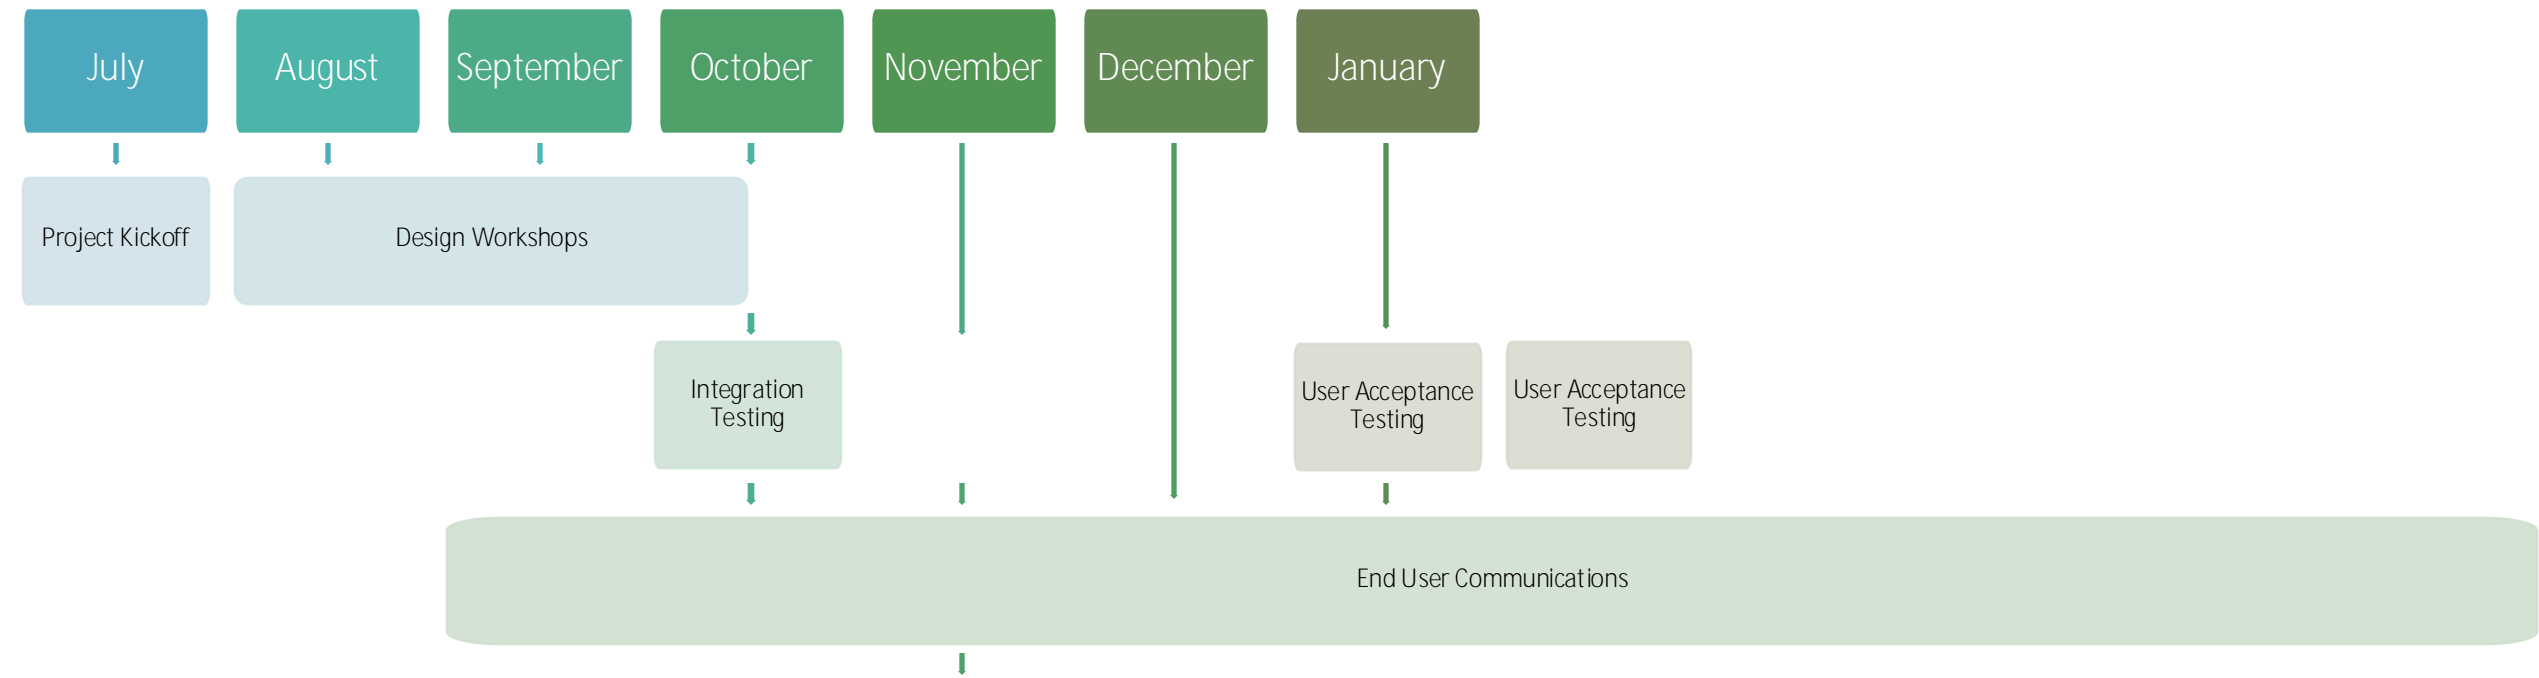 July
August
September
October
November
December
January
Project Kickoff
Design Workshops
Integration
Testing
User Acceptance
Testing
User Acceptance
Testing
End User Communications